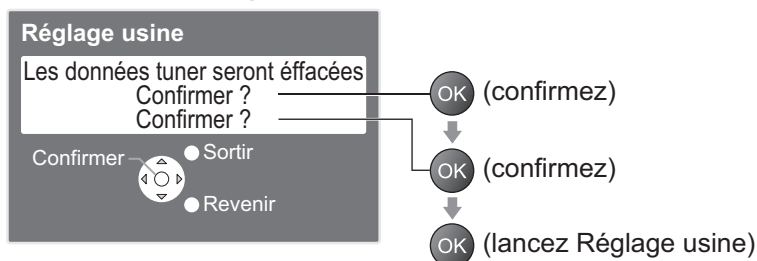 Réglage usine
Les données tuner seront éffacées
Confirmer ?
Confirmer ?
Confirmer
Sortir
Revenir
OK (confirmez)
OK (confirmez)
OK (lancez Réglage usine)